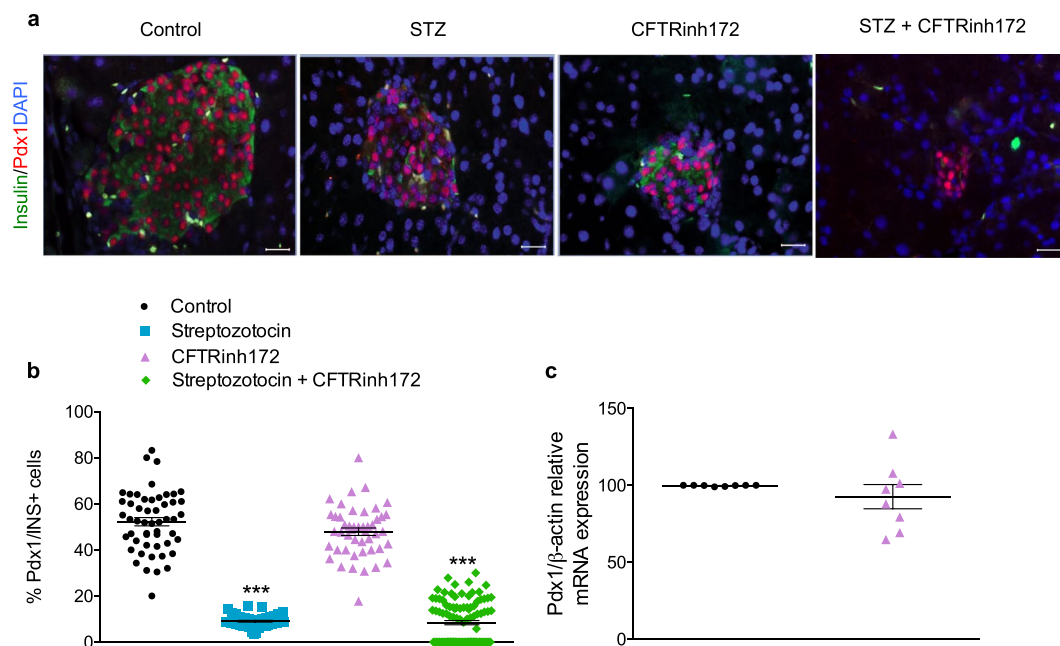 a
Control
STZ
CFTRinh172
STZ + CFTRinh172
Insulin/Pdx1DAPI
Control
Streptozotocin
CFTRinh172
Streptozotocin + CFTRinh172
b
% Pdx1/INS+ cells
100
80
60
40
20
0
***
***
c
Pdx1/β-actin relative
mRNA expression
150
100
50
0